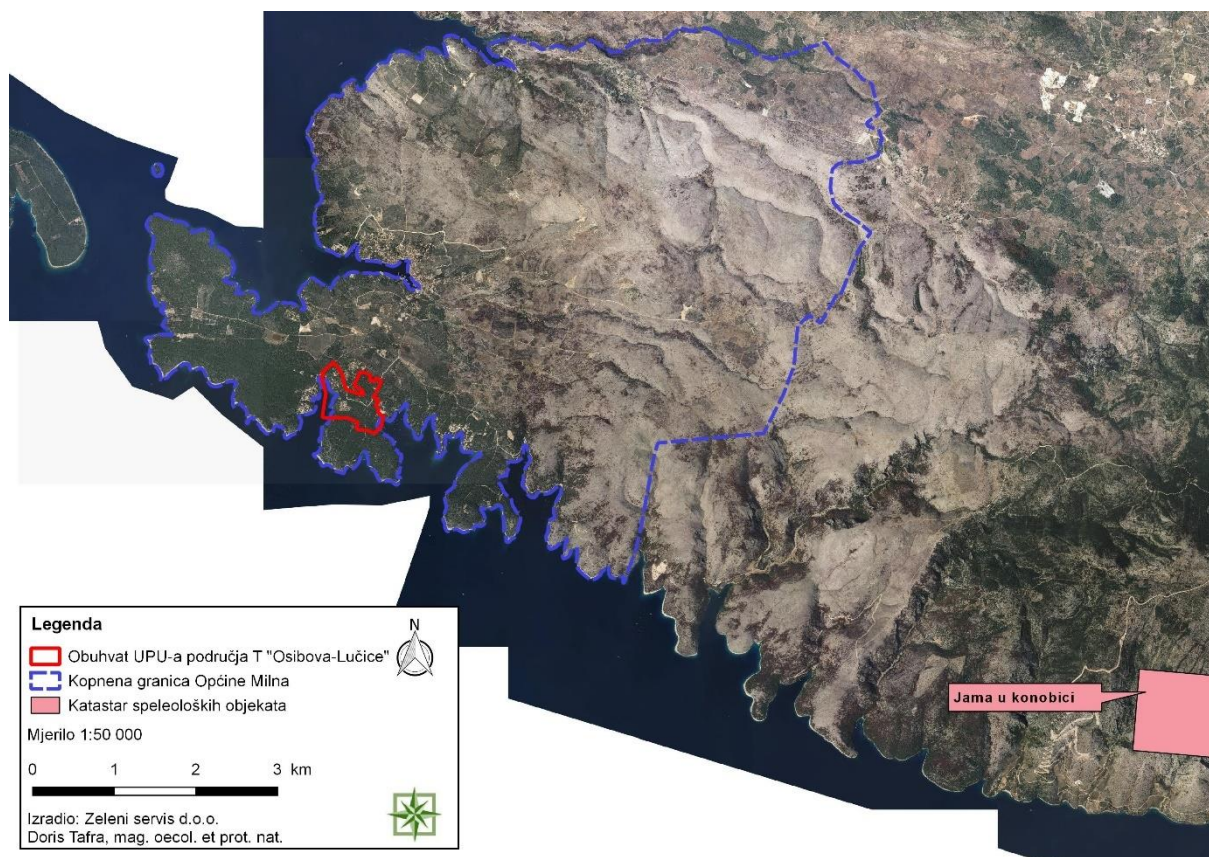 Jama u konobici
Legenda
N
Obuhvat UPU-a područja T "Osibova-Lučice"
Kopnena granica Općine Milna
Katastar speleoloških objekata
Mjerilo 1:50 000
0 1 2 3 km
Izradio: Zeleni servis d.o.o.
Doris Tafra, mag. oecol. et prot. nat.